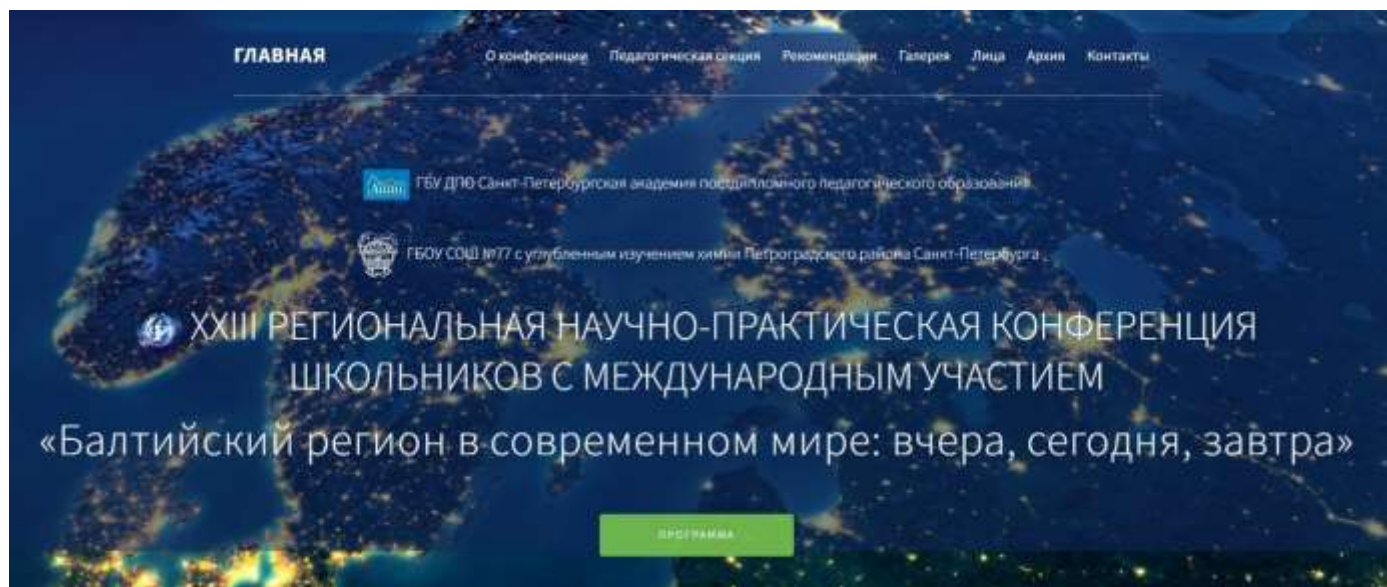 ГЛАВНАЯ О конференции Педагогическая секция Рекомендации Галерея Лица Архив Контакты
ГБУ ДПО Санкт-Петербургская академия постдипломного педагогического образования
ГБОУ СОШ №77 с углубленным изучением химии Петроградского района Санкт-Петербурга
XXIII РЕГИОНАЛЬНАЯ НАУЧНО-ПРАКТИЧЕСКАЯ КОНФЕРЕНЦИЯ
ШКОЛЬНИКОВ С МЕЖДУНАРОДНЫМ УЧАСТИЕМ
«Балтийский регион в современном мире: вчера, сегодня, завтра»
ПРОГРАММА